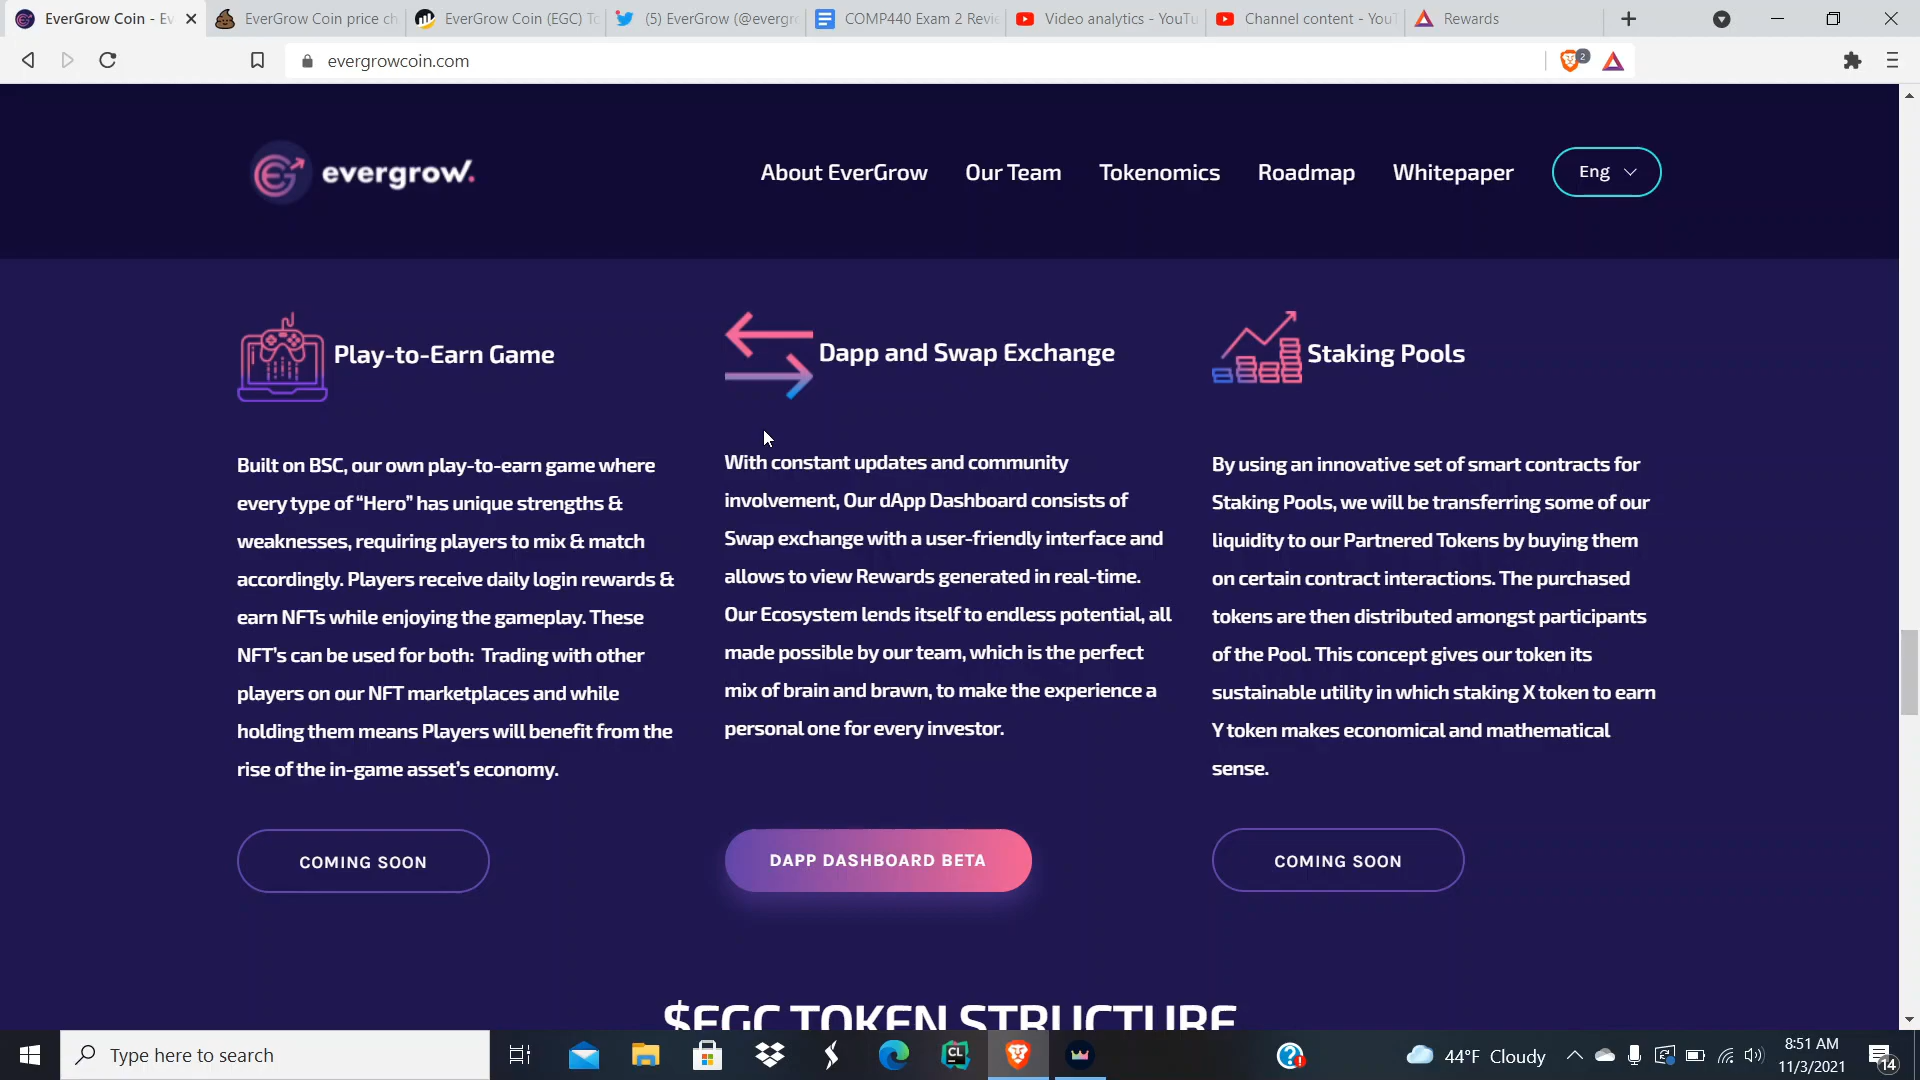 EverGrow Coin - Ev
EverGrow Coin price ch
EverGrow Coin (EGC) To
(5) EverGrow (@evergro
COMP440 Exam 2 Revie
Video analytics - YouTu
Channel content - YouT
Rewards
evergrowcoin.com
2
evergrow.
About EverGrow
Our Team
Tokenomics
Roadmap
Whitepaper
Eng
Play-to-Earn Game
Built on BSC, our own play-to-earn game where
every type of “Hero” has unique strengths &
weaknesses, requiring players to mix & match
accordingly. Players receive daily login rewards &
earn NFTs while enjoying the gameplay. These
NFT’s can be used for both: Trading with other
players on our NFT marketplaces and while
holding them means Players will benefit from the
rise of the in-game asset’s economy.
COMING SOON
Dapp and Swap Exchange
With constant updates and community
involvement, Our dApp Dashboard consists of
Swap exchange with a user-friendly interface and
allows to view Rewards generated in real-time.
Our Ecosystem lends itself to endless potential, all
made possible by our team, which is the perfect
mix of brain and brawn, to make the experience a
personal one for every investor.
DAPP DASHBOARD BETA
Staking Pools
By using an innovative set of smart contracts for
Staking Pools, we will be transferring some of our
liquidity to our Partnered Tokens by buying them
on certain contract interactions. The purchased
tokens are then distributed amongst participants
of the Pool. This concept gives our token its
sustainable utility in which staking X token to earn
Y token makes economical and mathematical
sense.
COMING SOON
$EGC TOKEN STRUCTURE
Type here to search
CL
44°F Cloudy
8:51 AM
11/3/2021
14